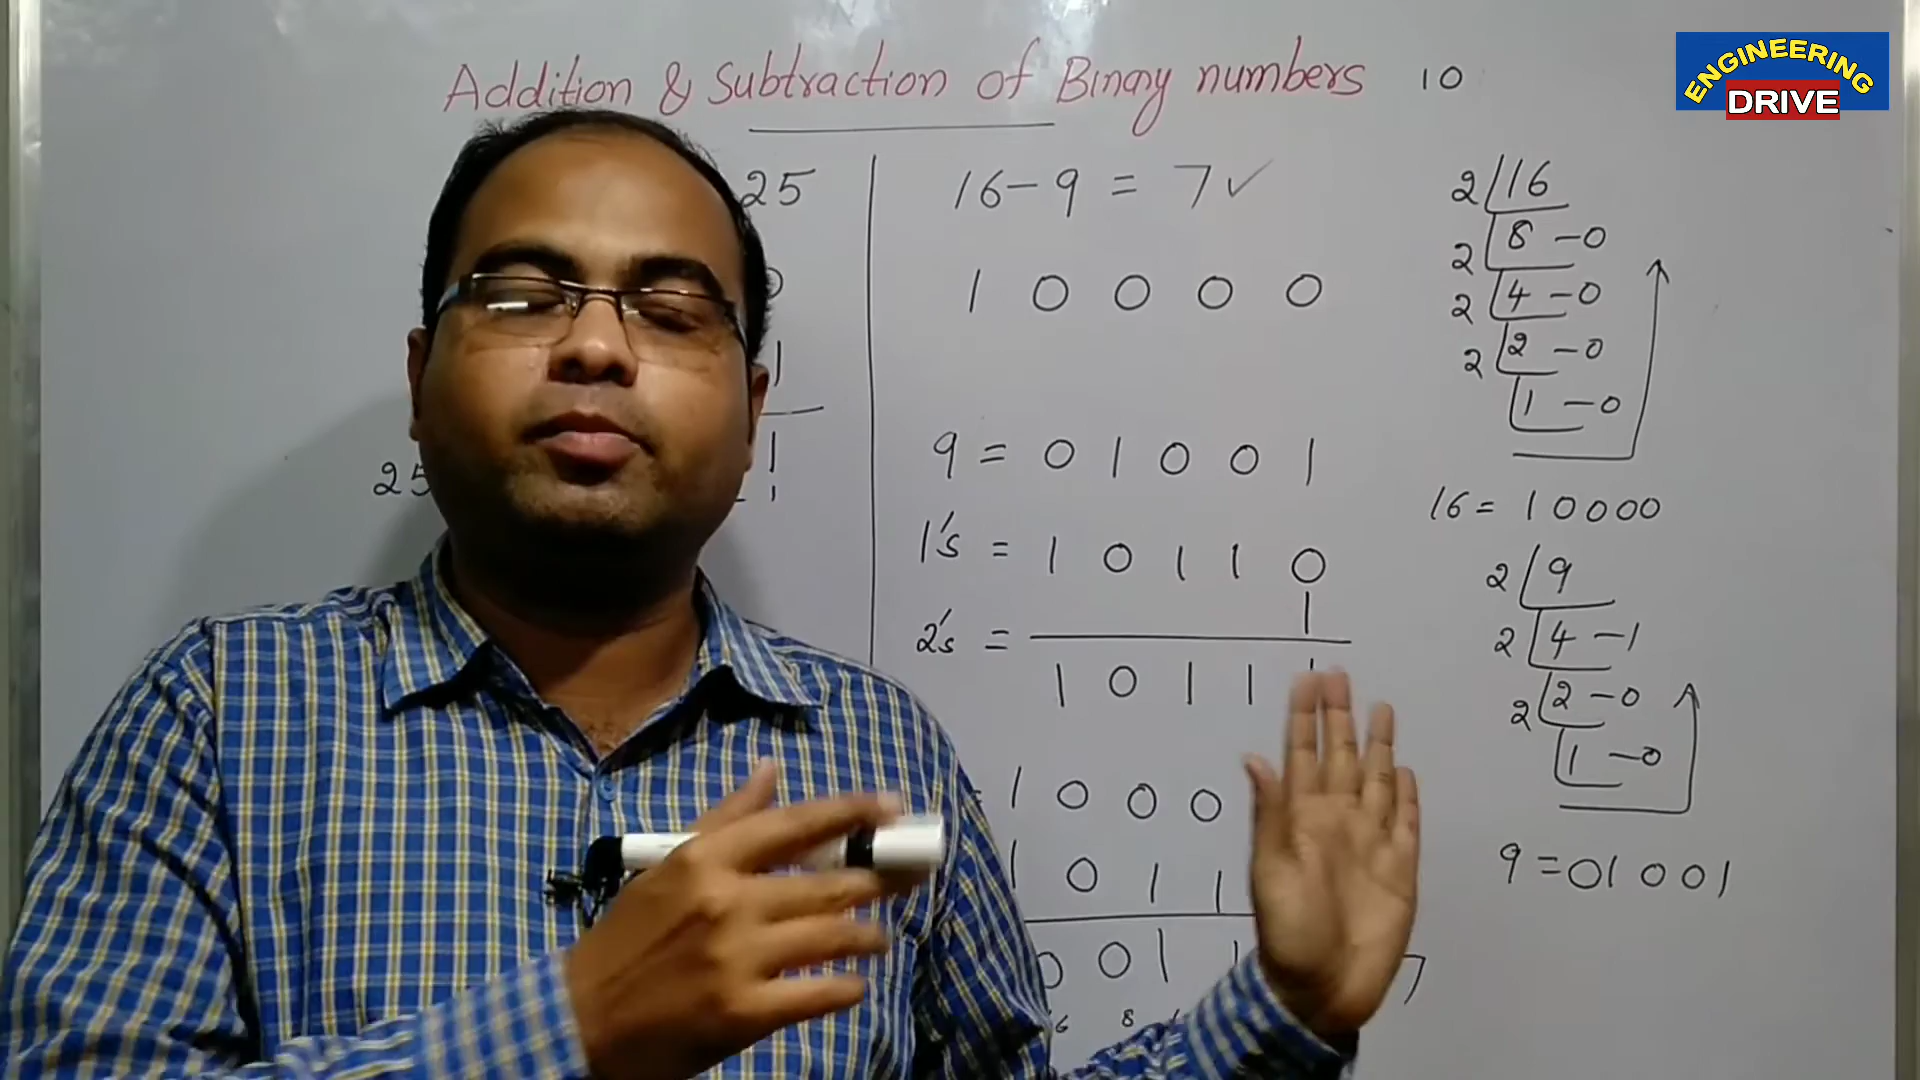 Addition & Subtraction of Binary numbers 10
ENGINEERING
DRIVE
25
25
16 - 9 = 7 ✓
1 0 0 0 0
9 = 0 1 0 0 1
1's = 1 0 1 1 0
1
2's =
1 0 1 1 1
1 0 0 0
1 0 1 1
0 0 1 1 7
16 8
2 16
2 8 - 0
2 4 - 0
2 2 - 0
1 - 0
16 = 1 0 0 0 0
2 9
2 4 - 1
2 2 - 0
1 - 0
9 = 0 1 0 0 1